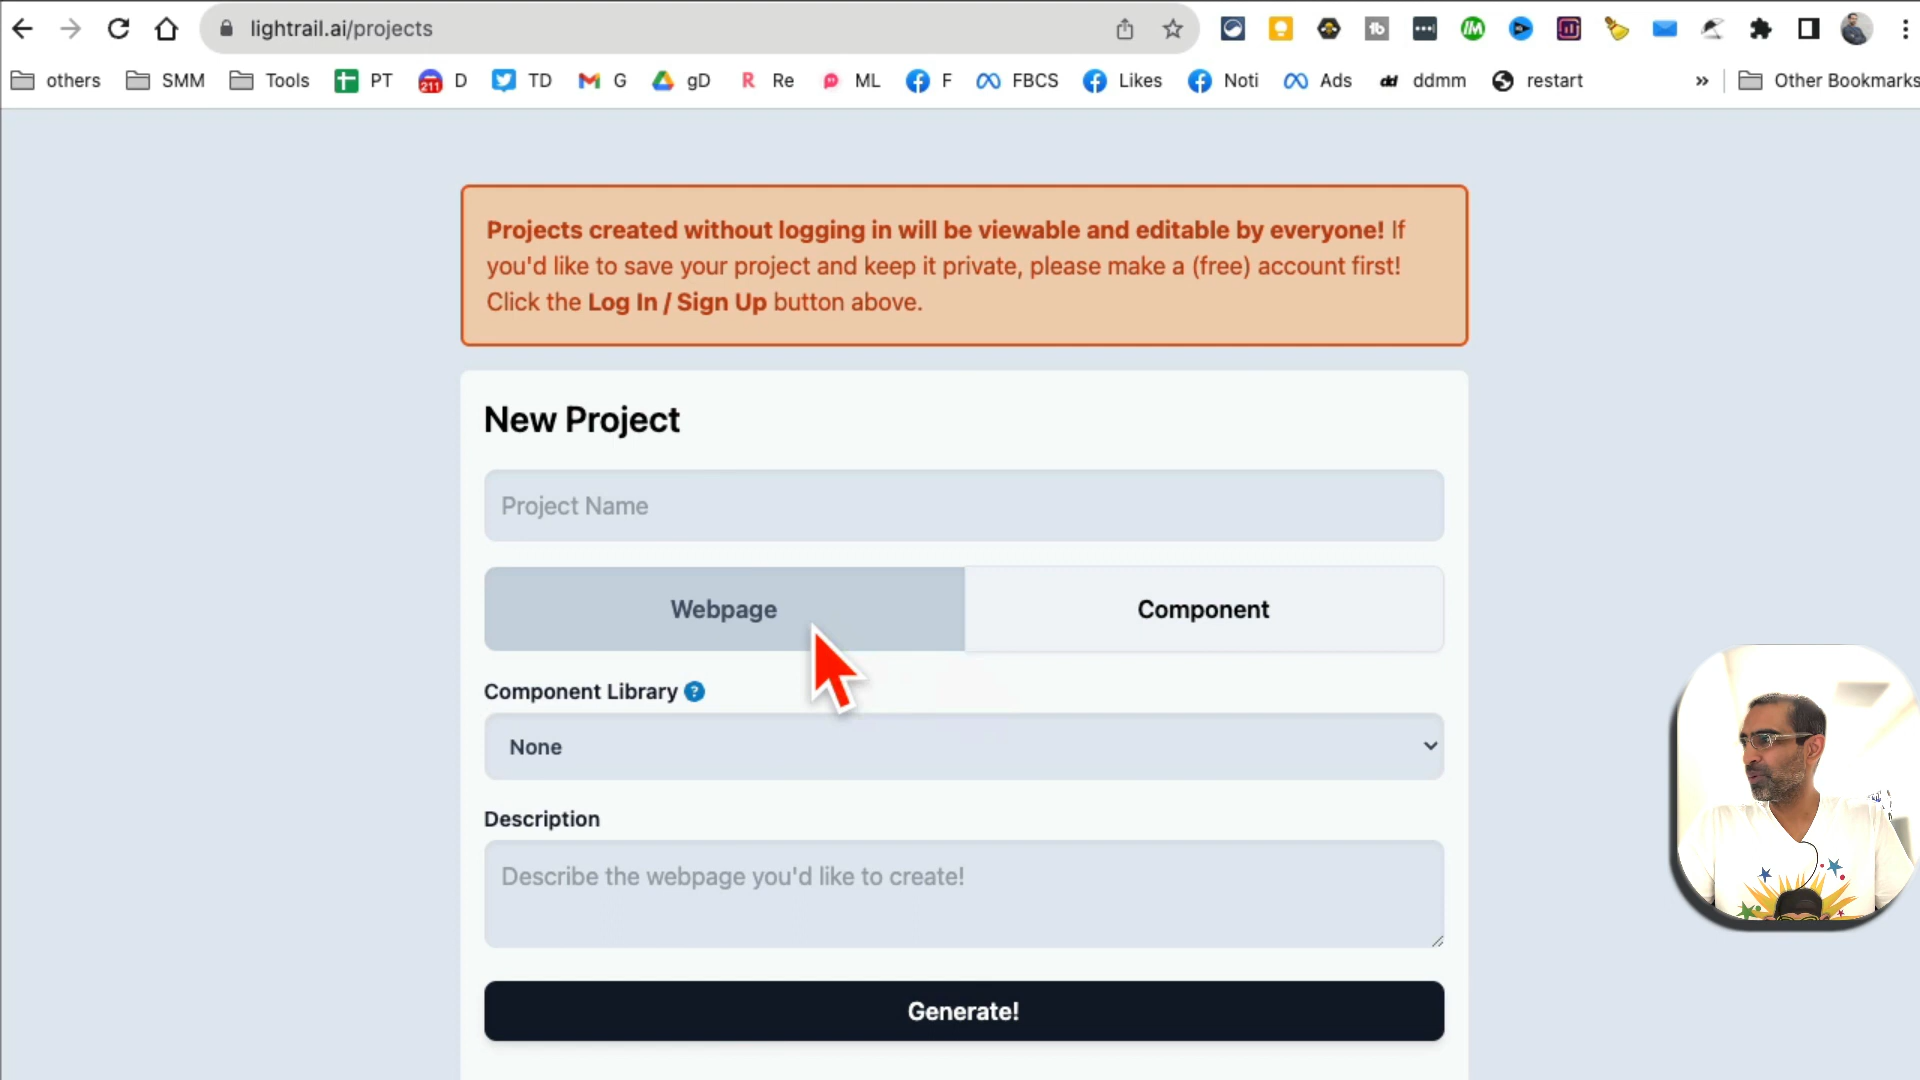 lightrail.ai/projects
others SMM Tools PT 211 D TD G gD R Re ML F FBCS Likes Noti Ads dd ddmm restart » Other Bookmarks
Projects created without logging in will be viewable and editable by everyone! If
you'd like to save your project and keep it private, please make a (free) account first!
Click the Log In / Sign Up button above.
New Project
Project Name
Webpage Component
Component Library ?
None
Description
Describe the webpage you'd like to create!
Generate!